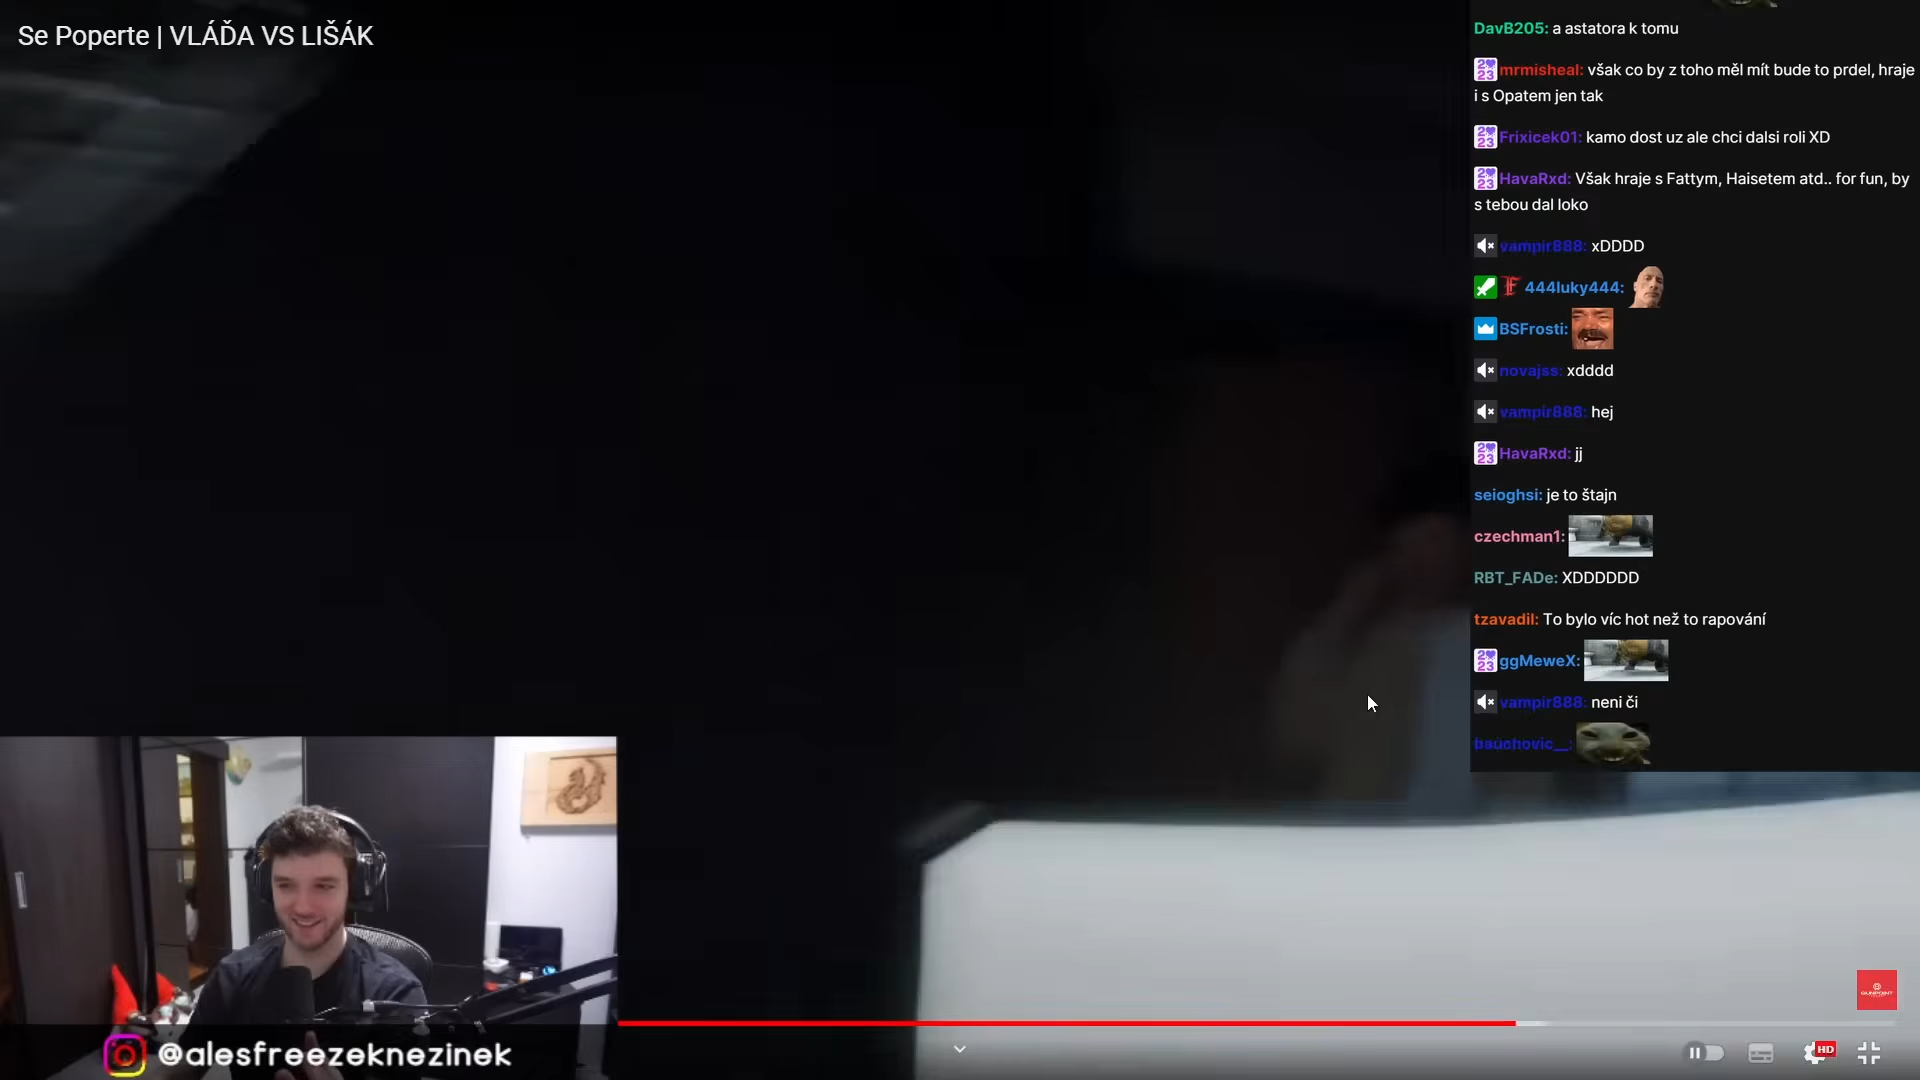 Se Poperte | VLÁĎA VS LIŠÁK
DavB205: a astatora k tomu
mrmisheal: však co by z toho měl mít bude to prdel, hraje
i s Opatem jen tak
Frixicek01: kamo dost uz ale chci dalsi roli XD
HavaRxd: Však hraje s Fattym, Haisetem atd.. for fun, by
s tebou dal loko
vampir888: xDDDD
444luky444:
BSFrosti:
novajss: xdddd
vampir888: hej
HavaRxd: jj
seioghsi: je to štajn
czechman1:
RBT_FADe: XDDDDDD
tzavadil: To bylo víc hot než to rapování
ggMeweX:
vampir888: neni či
GUNPOINT
HD
@alesfreezeknezinek